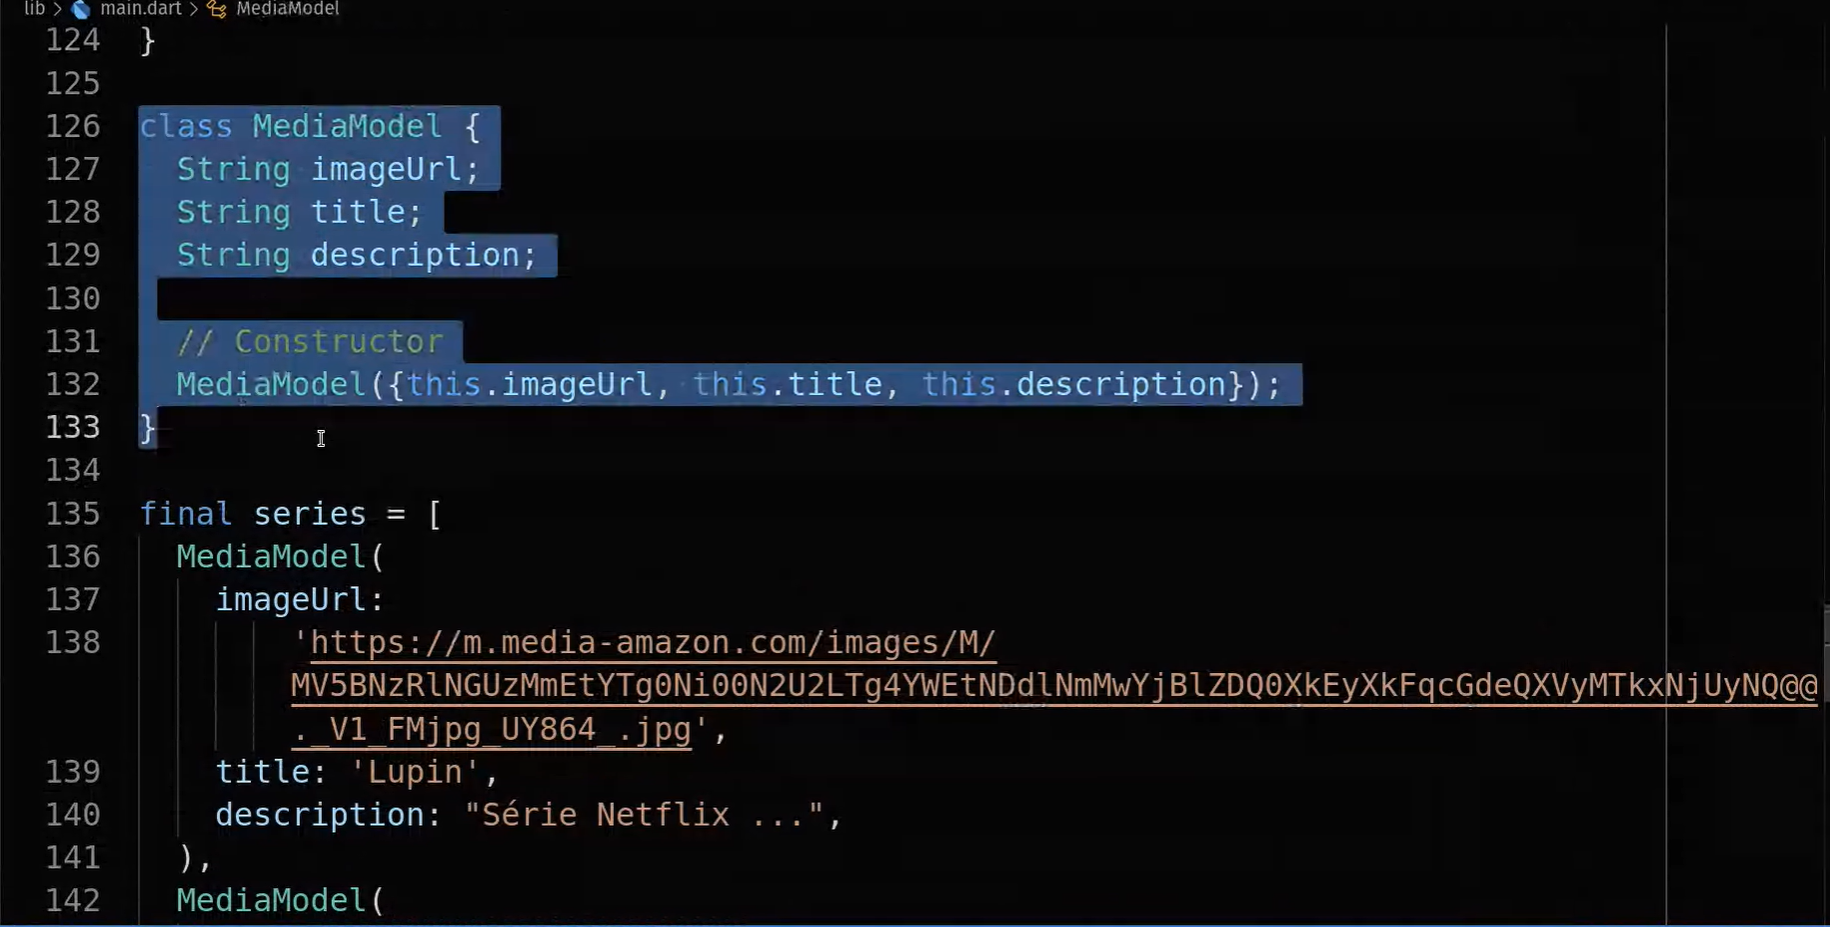 lib > main.dart > MediaModel
124 }
125
126 class MediaModel {
127 String imageUrl;
128 String title;
129 String description;
130
131 // Constructor
132 MediaModel({this.imageUrl, this.title, this.description});
133 }
134
135 final series = [
136 MediaModel(
137 imageUrl:
138 'https://m.media-amazon.com/images/M/
MV5BNzRlNGUzMmEtYTg0Ni00N2U2LTg4YWEtNDdlNmMwYjBlZDQ0XkEyXkFqcGdeQXVyMTkxNjUyNQ@@
._V1_FMjpg_UY864_.jpg',
139 title: 'Lupin',
140 description: "Série Netflix ...",
141 ),
142 MediaModel(